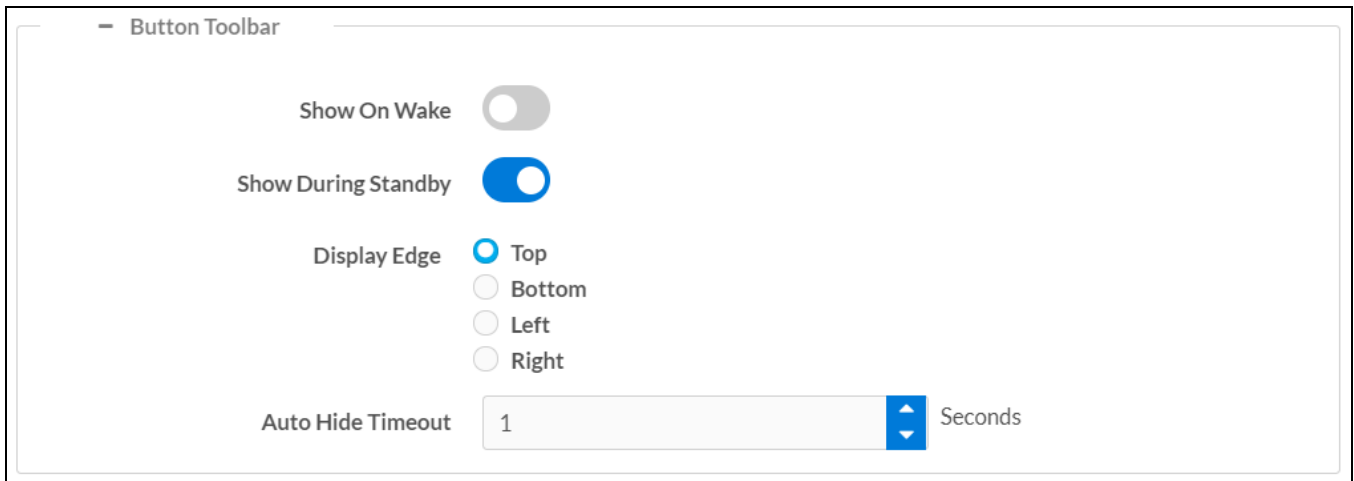 Button Toolbar
Show On Wake
Show During Standby
Display Edge Top
Bottom
Left
Right
Auto Hide Timeout 1 Seconds